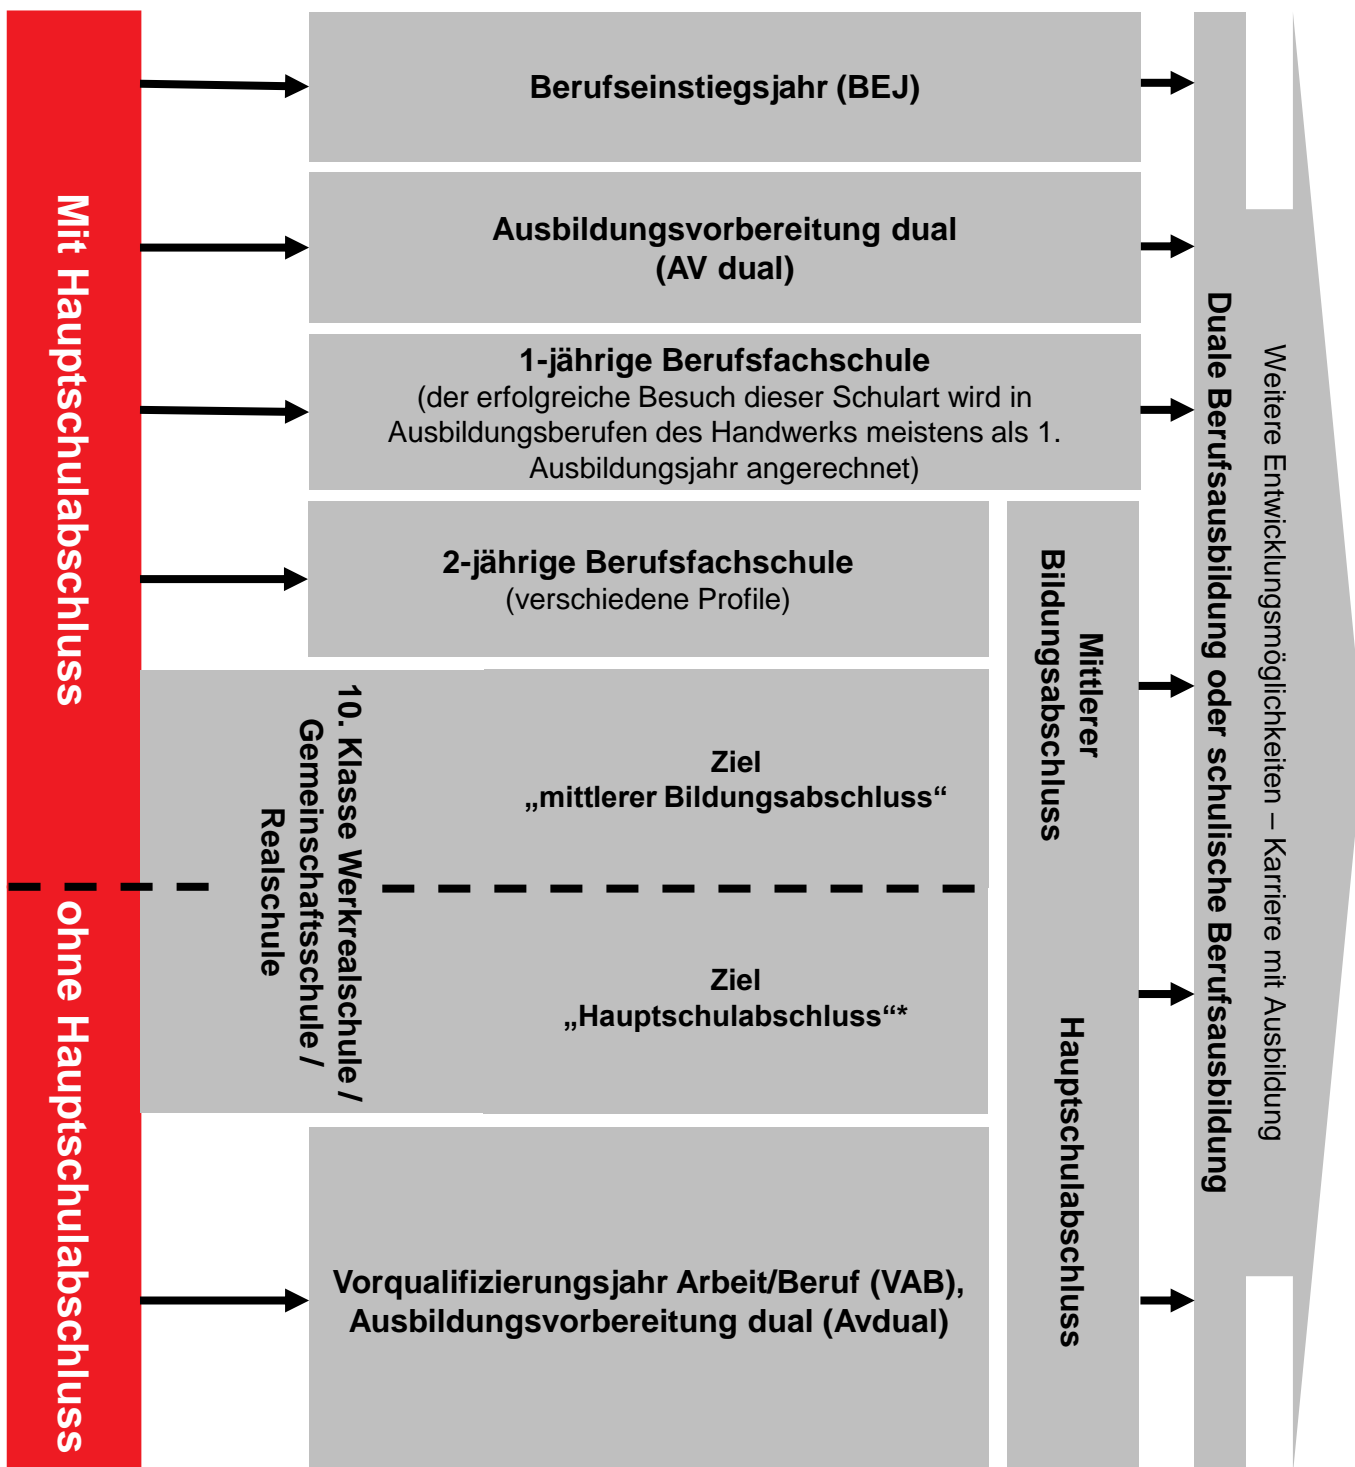 Mit Hauptschulabschluss
ohne Hauptschulabschluss
Berufseinstiegsjahr (BEJ)
Ausbildungsvorbereitung dual
(AV dual)
1-jährige Berufsfachschule
(der erfolgreiche Besuch dieser Schulart wird in
Ausbildungsberufen des Handwerks meistens als 1.
Ausbildungsjahr angerechnet)
2-jährige Berufsfachschule
(verschiedene Profile)
10. Klasse Werkrealschule /
Gemeinschaftsschule /
Realschule
Ziel
„mittlerer Bildungsabschluss“
Ziel
„Hauptschulabschluss“*
Vorqualifizierungsjahr Arbeit/Beruf (VAB),
Ausbildungsvorbereitung dual (Avdual)
Mittlerer
Bildungsabschluss
Hauptschulabschluss
Duale Berufsausbildung oder schulische Berufsausbildung
Weitere Entwicklungsmöglichkeiten – Karriere mit Ausbildung